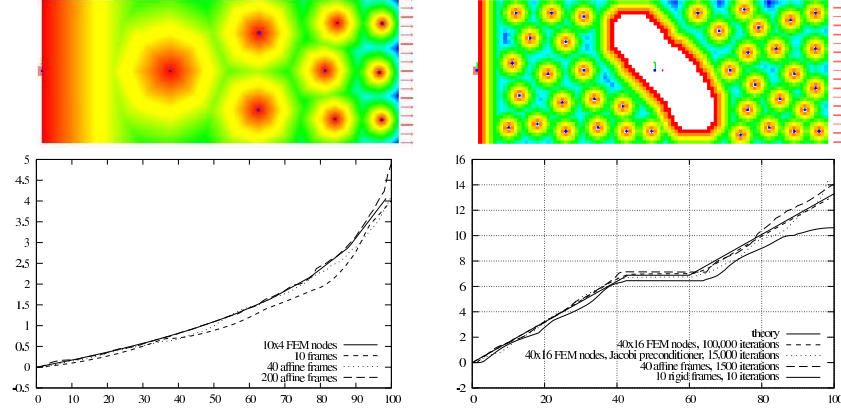 5
4.5
4
3.5
3
2.5
2
1.5
1
0.5
0
-0.5
10x4 FEM nodes
10 frames
40 affine frames
200 affine frames
0 10 20 30 40 50 60 70 80 90 100
16
14
12
10
8
6
4
2
0
-2
theory
40x16 FEM nodes, 100,000 iterations
40x16 FEM nodes, Jacobi preconditioner, 15,000 iterations
40 affine frames, 1500 iterations
10 rigid frames, 10 iterations
0 20 40 60 80 100